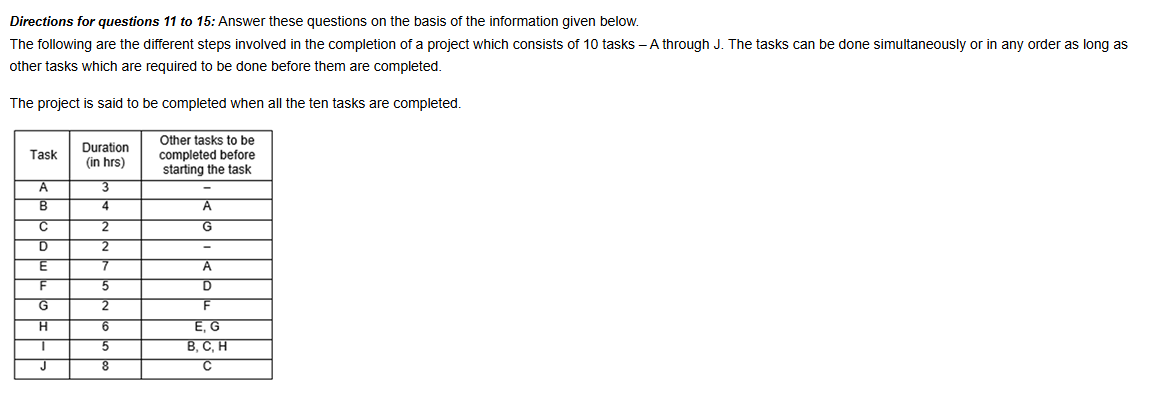 Directions for questions 11 to 15: Answer these questions on the basis of the information given below.
The following are the different steps involved in the completion of a project which consists of 10 tasks – A through J. The tasks can be done simultaneously or in any order as long as
other tasks which are required to be done before them are completed.
The project is said to be completed when all the ten tasks are completed.
Task Duration (in hrs) Other tasks to be completed before starting the task
A 3 –
B 4 A
C 2 G
D 2 –
E 7 A
F 5 D
G 2 F
H 6 E, G
I 5 B, C, H
J 8 C